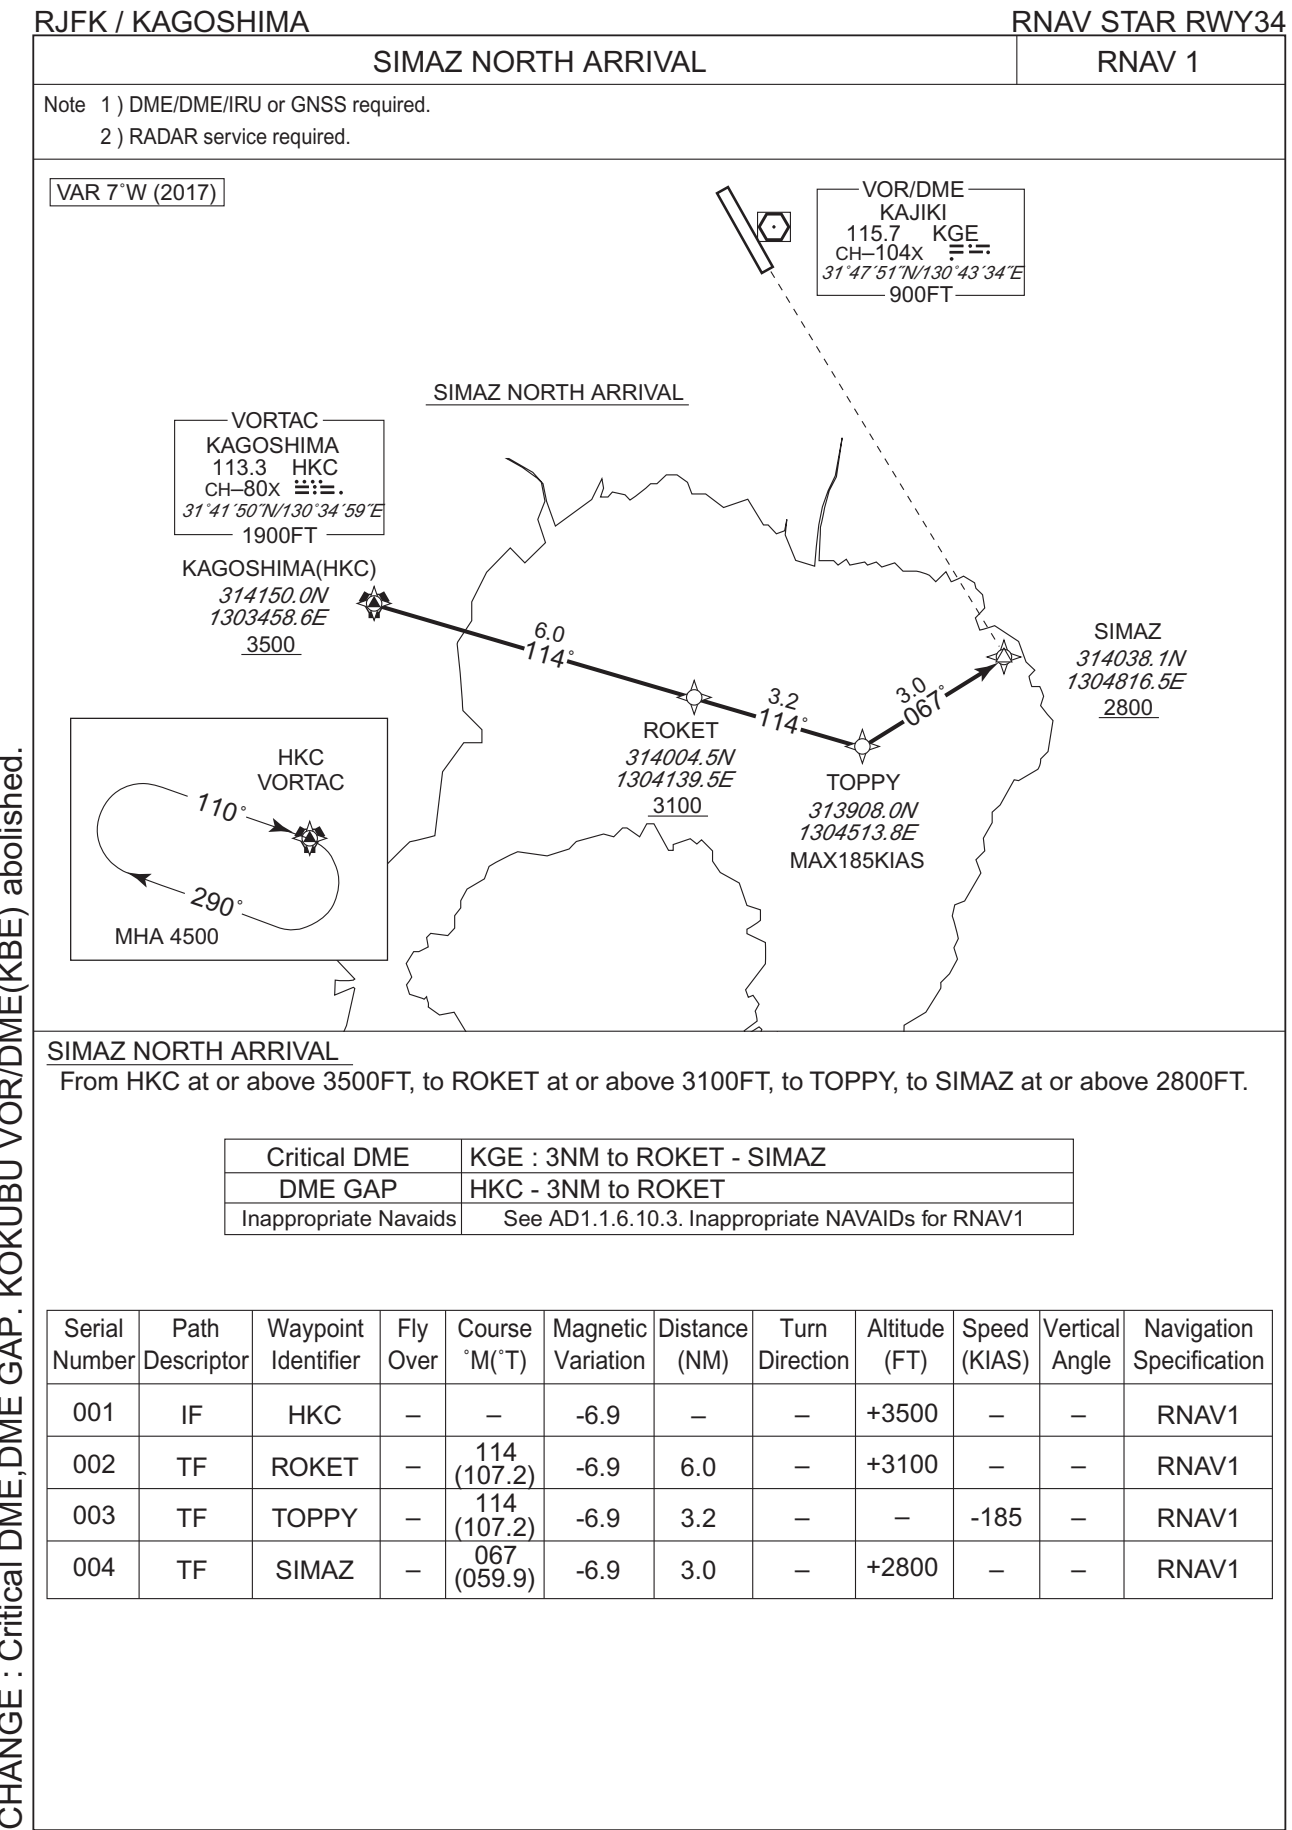 RJFK / KAGOSHIMA
RNAV STAR RWY34
SIMAZ NORTH ARRIVAL
RNAV 1
Note 1 ) DME/DME/IRU or GNSS required.
2 ) RADAR service required.
VAR 7˚W (2017)
VOR/DME
KAJIKI
115.7 KGE
CH–104X
31˚47´51˝N/130˚43´34˝E
900FT
SIMAZ NORTH ARRIVAL
VORTAC
KAGOSHIMA
113.3 HKC
CH–80X
31˚41´50˝N/130˚34´59˝E
1900FT
KAGOSHIMA(HKC)
314150.0N
1303458.6E
3500
6.0
114˚
ROKET
314004.5N
1304139.5E
3100
3.2
114˚
TOPPY
313908.0N
1304513.8E
MAX185KIAS
3.0
067˚
SIMAZ
314038.1N
1304816.5E
2800
HKC
VORTAC
110˚
290˚
MHA 4500
SIMAZ NORTH ARRIVAL
From HKC at or above 3500FT, to ROKET at or above 3100FT, to TOPPY, to SIMAZ at or above 2800FT.
Critical DME KGE : 3NM to ROKET - SIMAZ
DME GAP HKC - 3NM to ROKET
Inappropriate Navaids See AD1.1.6.10.3. Inappropriate NAVAIDs for RNAV1
Serial Path Waypoint Fly Course Magnetic Distance Turn Altitude Speed Vertical Navigation
Number Descriptor Identifier Over ˚M(˚T) Variation (NM) Direction (FT) (KIAS) Angle Specification
001 IF HKC – – -6.9 – – +3500 – – RNAV1
002 TF ROKET – 114 (107.2) -6.9 6.0 – +3100 – – RNAV1
003 TF TOPPY – 114 (107.2) -6.9 3.2 – – -185 – RNAV1
004 TF SIMAZ – 067 (059.9) -6.9 3.0 – +2800 – – RNAV1
CHANGE : Critical DME,DME GAP. KOKUBU VOR/DME(KBE) abolished.